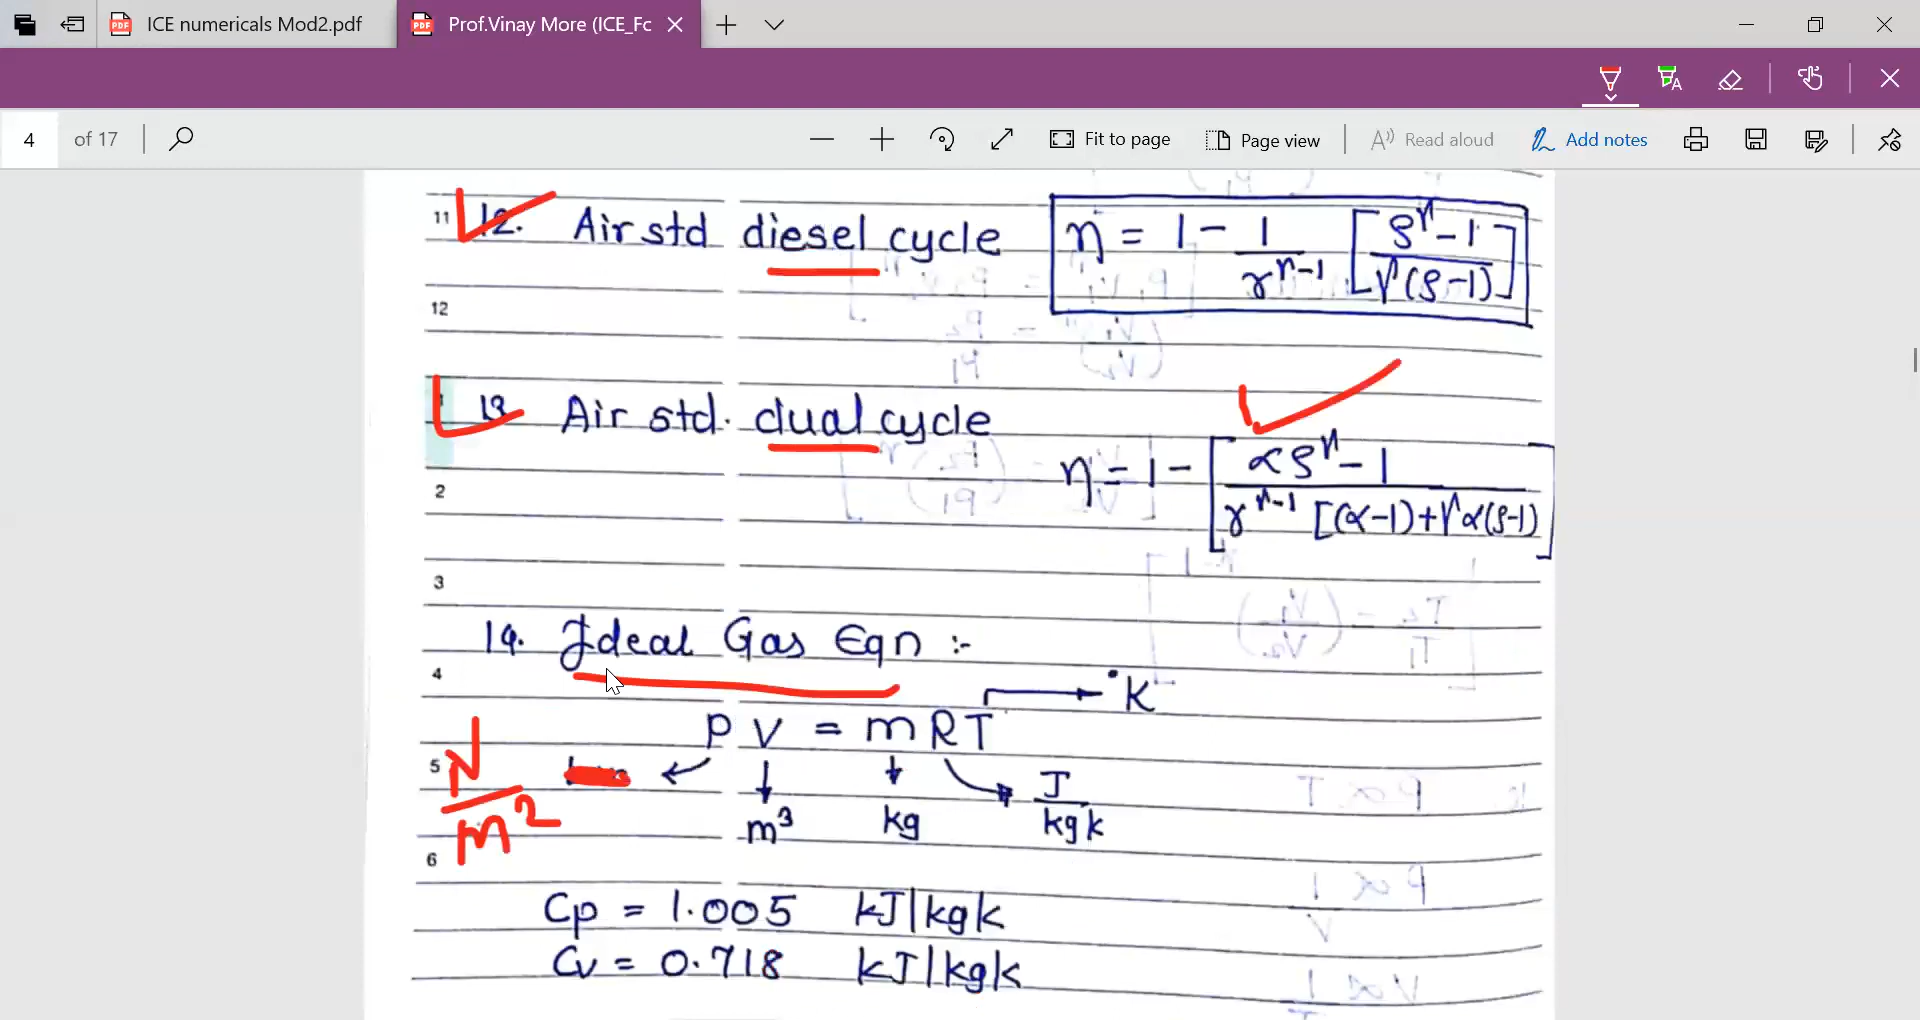 ICE numericals Mod2.pdf
Prof.Vinay More (ICE_Fc
4 of 17
Fit to page
Page view
Read aloud
Add notes
11 12. Air std diesel cycle η = 1 - 1/r^γ-1 [ρ^γ - 1 / γ(ρ-1)]
12
1 13 Air std. dual cycle
2 η = 1 - [αρ^γ - 1 / r^γ-1 [(α-1)+γα(ρ-1)]
3
14. Ideal Gas Eqn :-
4
°K
P V = m R T
5 N/m²
m³ kg J/kgk
6
Cp = 1.005 kJ|kgk
Cv = 0.718 kJ|kgk